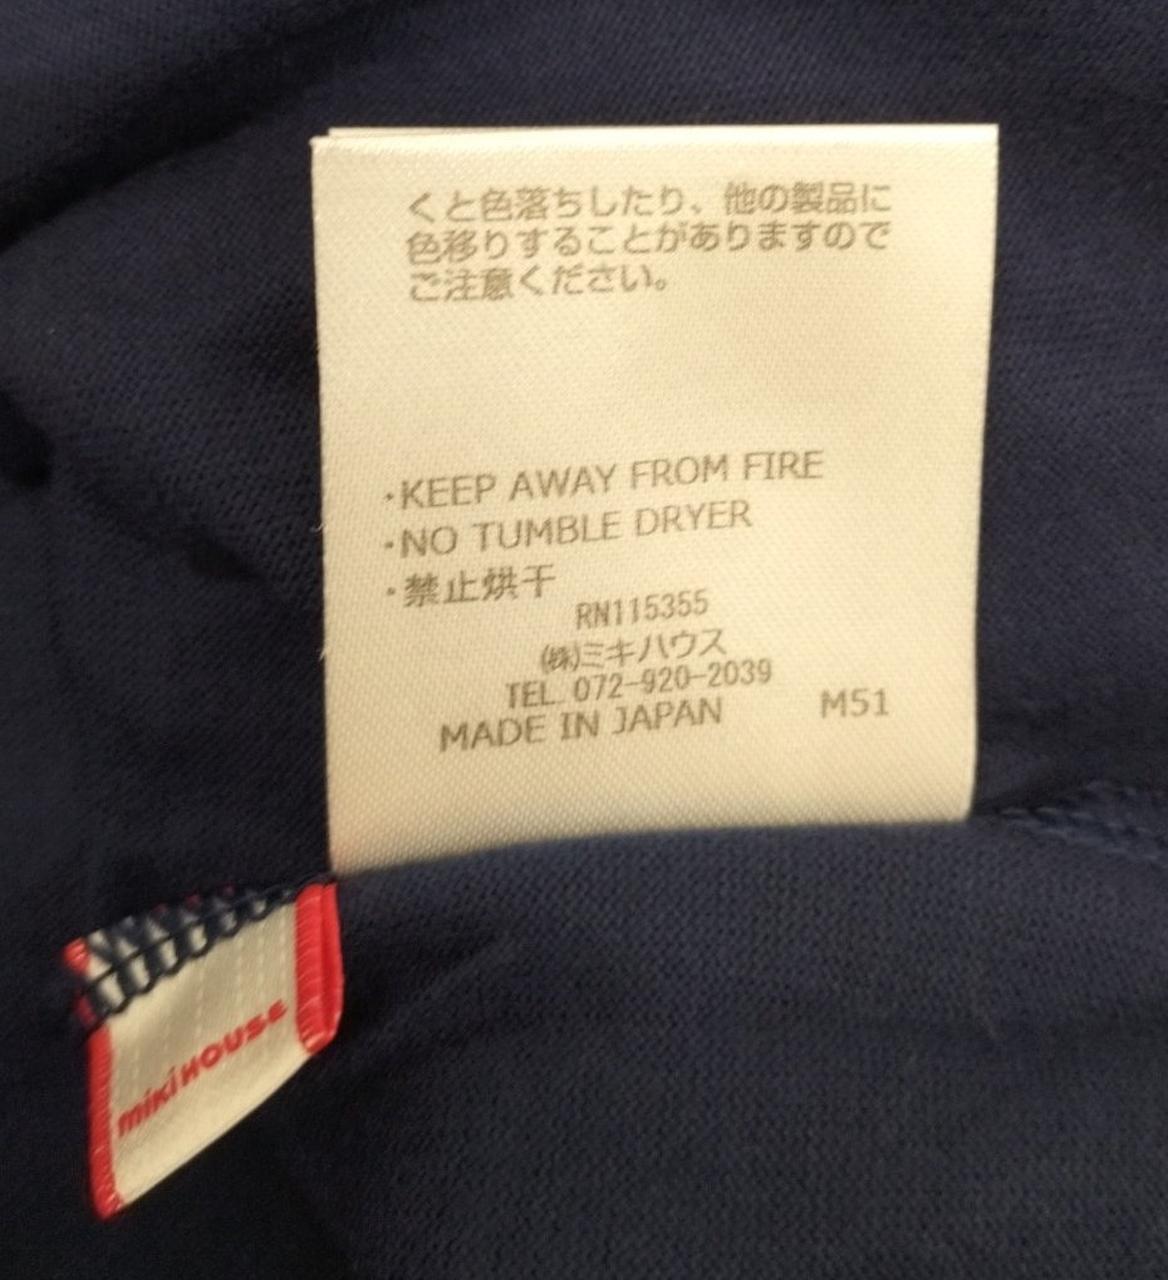 くと色落ちしたり、他の製品に
色移りすることがありますので
ご注意ください。
・KEEP AWAY FROM FIRE
・NO TUMBLE DRYER
・禁止烘干
RN115355
㈱ミキハウス
TEL 072-920-2039
MADE IN JAPAN M51
mikiHOUSE